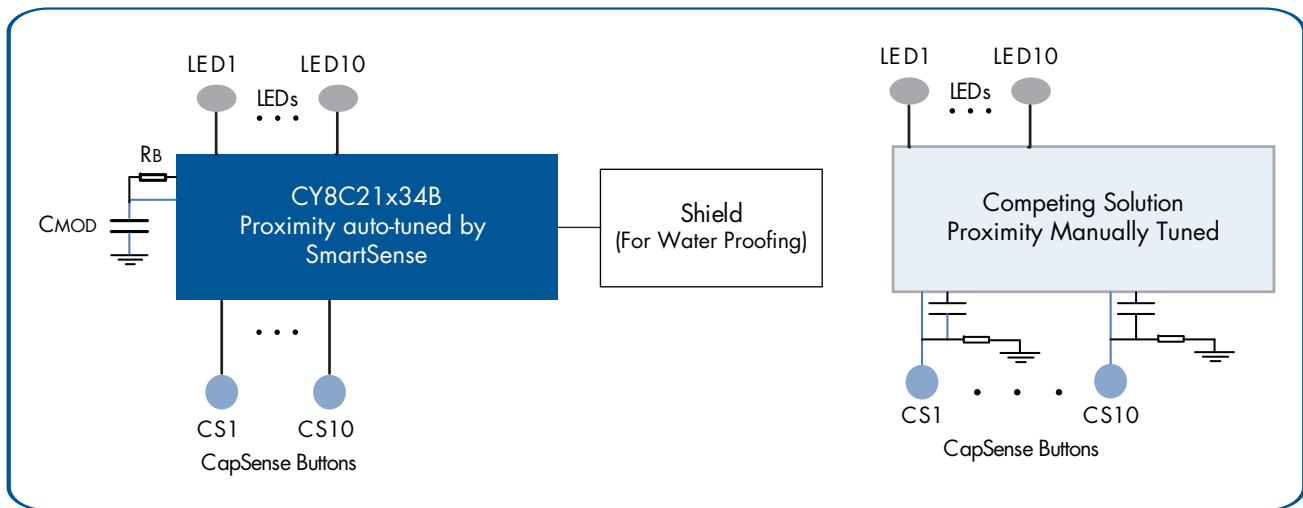 LED1 LED10
LEDs
RB
CMOD
CY8C21x34B
Proximity auto-tuned by
SmartSense
Shield
(For Water Proofing)
CS1 CS10
CapSense Buttons
LED1 LED10
LEDs
Competing Solution
Proximity Manually Tuned
CS1 CS10
CapSense Buttons